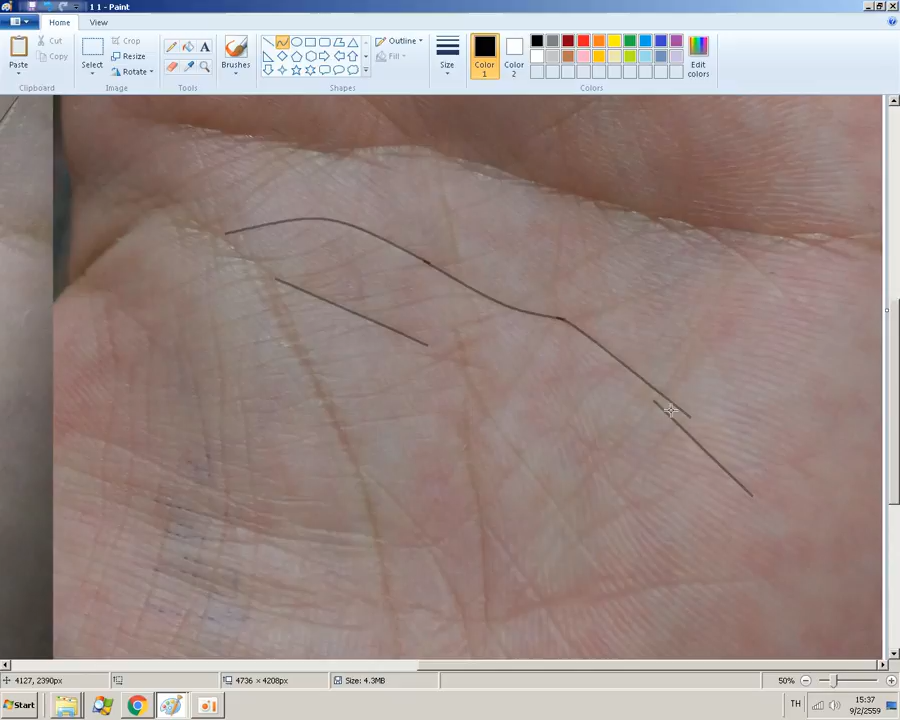 1 1 - Paint
Home
View
Paste
Cut
Copy
Clipboard
Select
Crop
Resize
Rotate
Image
A
Tools
Brushes
Outline
Fill
Shapes
Size
Color 1
Color 2
Edit colors
Colors
4127, 2390px
4736 × 4208px
Size: 4.3MB
50%
Start
TH
15:37
9/2/2559